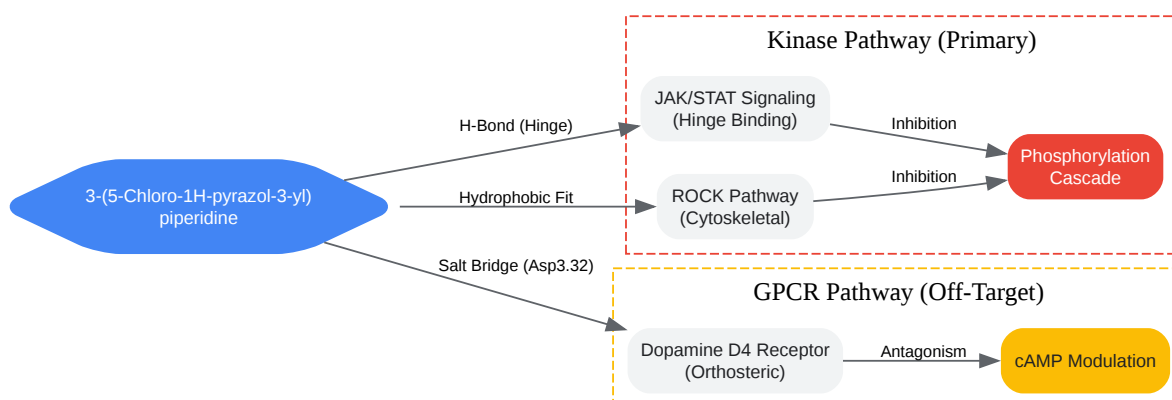 Kinase Pathway (Primary)
JAK/STAT Signaling
(Hinge Binding)
H-Bond (Hinge)
Inhibition
Phosphorylation
Cascade
3-(5-Chloro-1H-pyrazol-3-yl)
piperidine
Hydrophobic Fit
ROCK Pathway
(Cytoskeletal)
Inhibition
Salt Bridge (Asp3.32)
GPCR Pathway (Off-Target)
Dopamine D4 Receptor
(Orthosteric)
Antagonism
cAMP Modulation